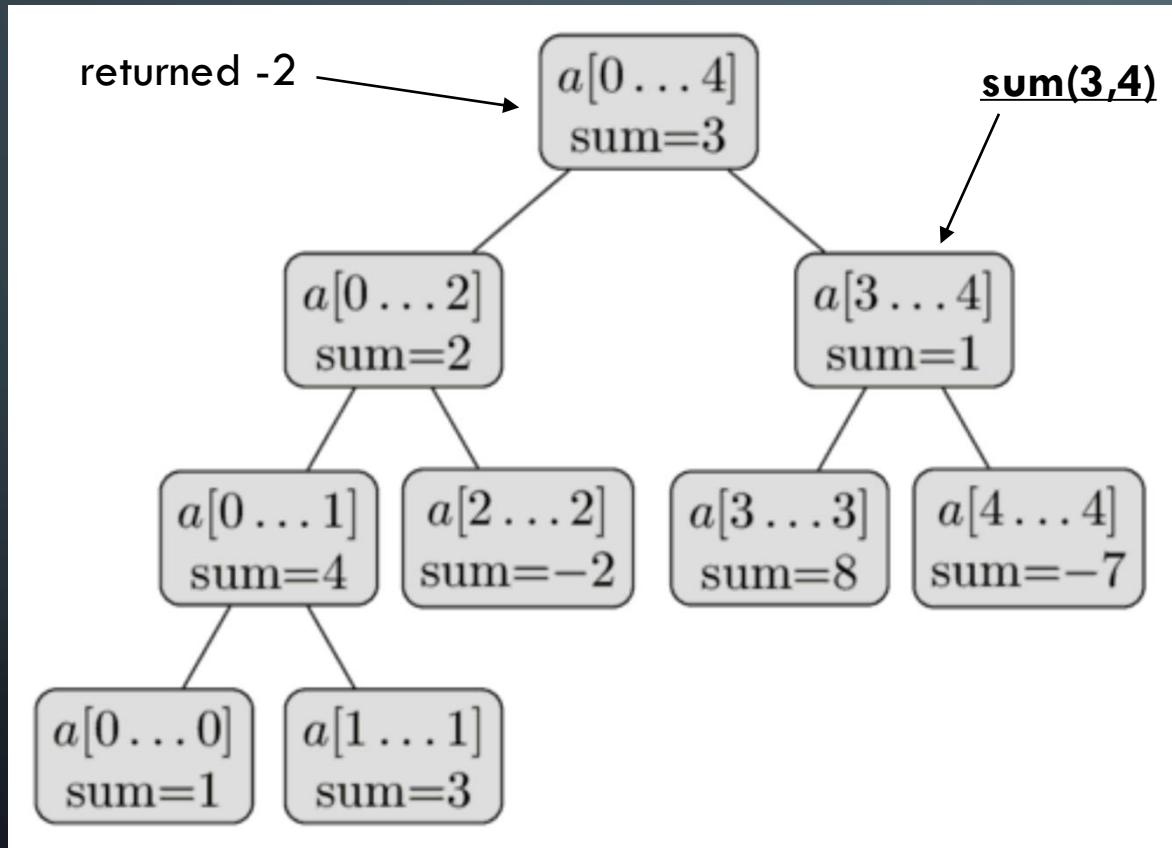 returned -2
a[0...4]
sum=3
sum(3,4)
a[0...2]
sum=2
a[3...4]
sum=1
a[0...1]
sum=4
a[2...2]
sum=−2
a[3...3]
sum=8
a[4...4]
sum=−7
a[0...0]
sum=1
a[1...1]
sum=3